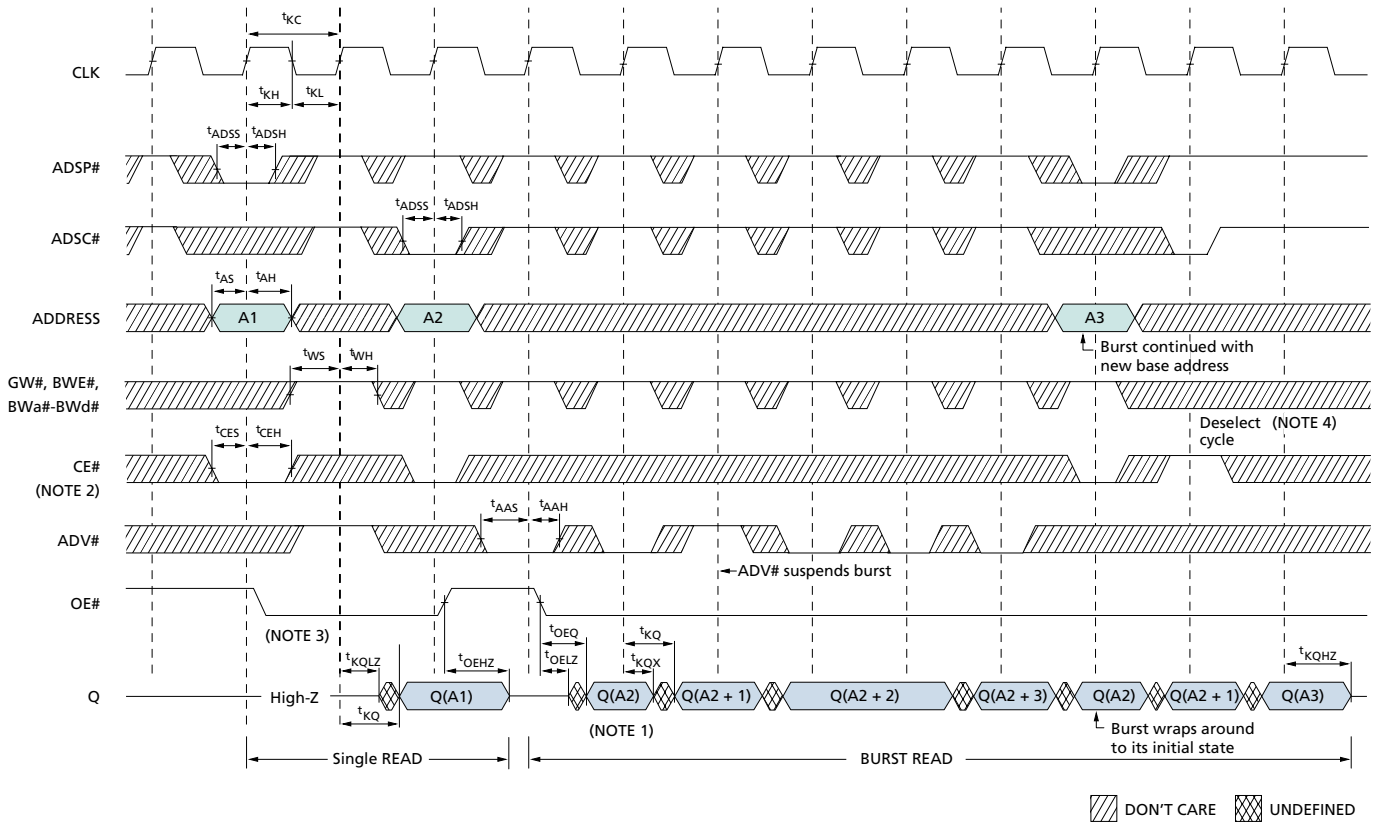 tKC
CLK
tKH
tKL
tADSS
tADSH
ADSP#
tADSS
tADSH
ADSC#
tAS
tAH
ADDRESS
A1
A2
A3
Burst continued with
new base address
tWS
tWH
GW#, BWE#,
BWa#-BWd#
Deselect (NOTE 4)
cycle
tCES
tCEH
CE#
(NOTE 2)
tAAS
tAAH
ADV#
ADV# suspends burst
OE#
(NOTE 3)
tKQLZ
tOEHZ
tOEQ
tOELZ
tKQ
tKQX
tKQHZ
Q
High-Z
Q(A1)
Q(A2)
Q(A2 + 1)
Q(A2 + 2)
Q(A2 + 3)
Q(A2)
Q(A2 + 1)
Q(A3)
tKQ
(NOTE 1)
Burst wraps around
to its initial state
Single READ
BURST READ
DON'T CARE
UNDEFINED